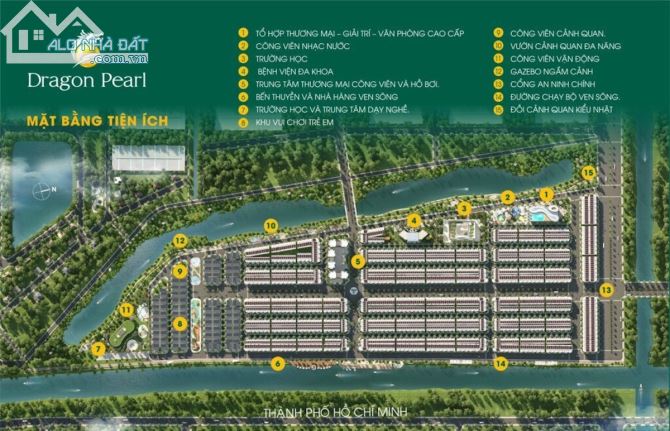 ALO NHÀ ĐẤT
.com.vn
Dragon Pearl
MẶT BẰNG TIỆN ÍCH
1 TỔ HỢP THƯƠNG MẠI – GIẢI TRÍ – VĂN PHÒNG CAO CẤP
2 CÔNG VIÊN NHẠC NƯỚC
3 TRƯỜNG HỌC
4 BỆNH VIỆN ĐA KHOA
5 TRUNG TÂM THƯƠNG MẠI CÔNG VIÊN VÀ HỒ BƠI.
6 BẾN THUYỀN VÀ NHÀ HÀNG VEN SÔNG
7 TRƯỜNG HỌC VÀ TRUNG TÂM DẠY NGHỀ.
8 KHU VUI CHƠI TRẺ EM
9 CÔNG VIÊN CẢNH QUAN.
10 VƯỜN CẢNH QUAN ĐA NĂNG
11 CÔNG VIÊN VẬN ĐỘNG
12 GAZEBO NGẮM CẢNH
13 CỔNG AN NINH CHÍNH
14 ĐƯỜNG CHẠY BỘ VEN SÔNG.
15 ĐỒI CẢNH QUAN KIỂU NHẬT
N
15
1
2
3
4
10
12
5
9
13
11
8
7
6
14
THÀNH PHỐ HỒ CHÍ MINH